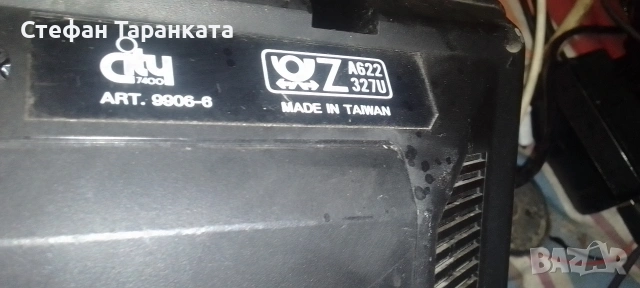 Стефан Таранката
city
7400
ART. 9906-6
Z A622
327U
MADE IN TAIWAN
BAZAR